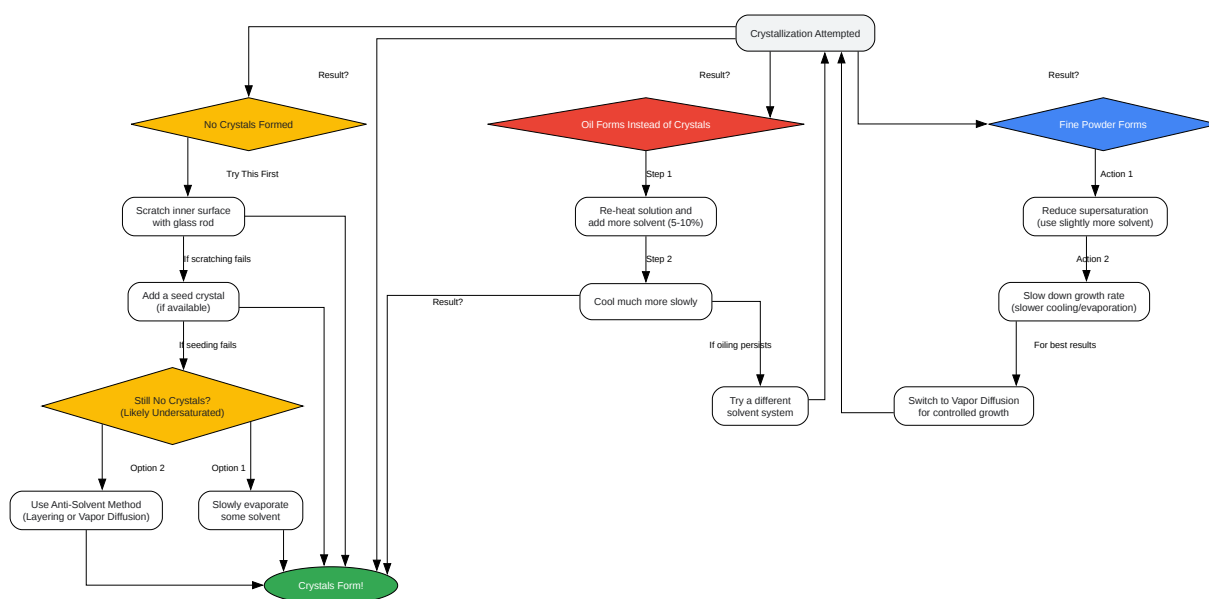 Crystallization Attempted
Result?
Result?
Result?
No Crystals Formed
Oil Forms Instead of Crystals
Fine Powder Forms
Try This First
Step 1
Action 1
Scratch inner surface
with glass rod
Re-heat solution and
add more solvent (5-10%)
Reduce supersaturation
(use slightly more solvent)
If scratching fails
Step 2
Action 2
Add a seed crystal
(if available)
Cool much more slowly
Slow down growth rate
(slower cooling/evaporation)
Result?
If seeding fails
If oiling persists
For best results
Still No Crystals?
(Likely Undersaturated)
Try a different
solvent system
Switch to Vapor Diffusion
for controlled growth
Option 2
Option 1
Use Anti-Solvent Method
(Layering or Vapor Diffusion)
Slowly evaporate
some solvent
Crystals Form!